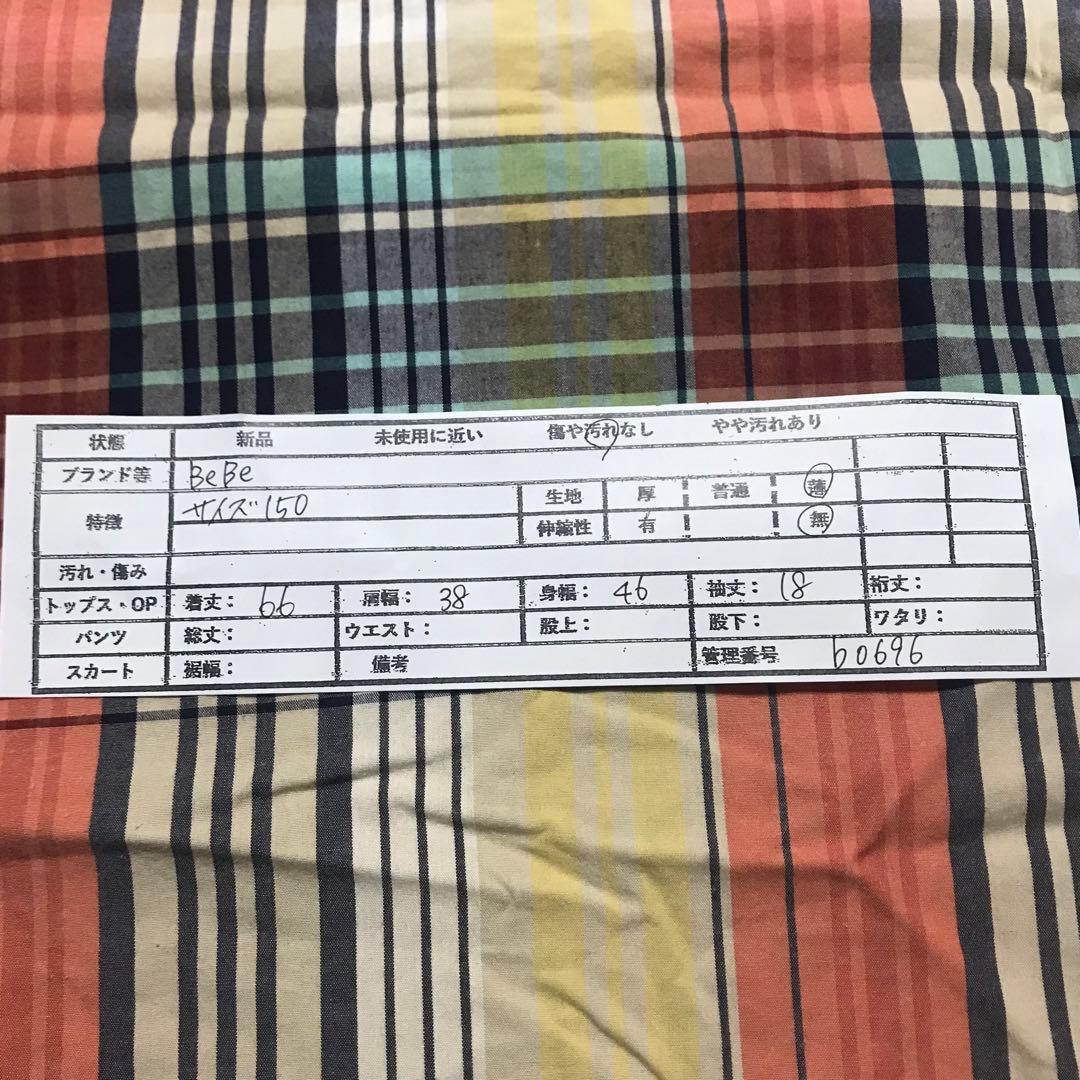 状態 新品 未使用に近い 傷や汚れなし やや汚れあり
ブランド等 BeBe
特徴 サイズ150 生地 厚 普通 薄
伸縮性 有 無
汚れ・傷み
トップス・OP 着丈: 66 肩幅: 38 身幅: 46 袖丈: 18 裄丈:
パンツ 総丈: ウエスト: 股上: 股下: ワタリ:
スカート 裾幅: 備考 管理番号 b0696